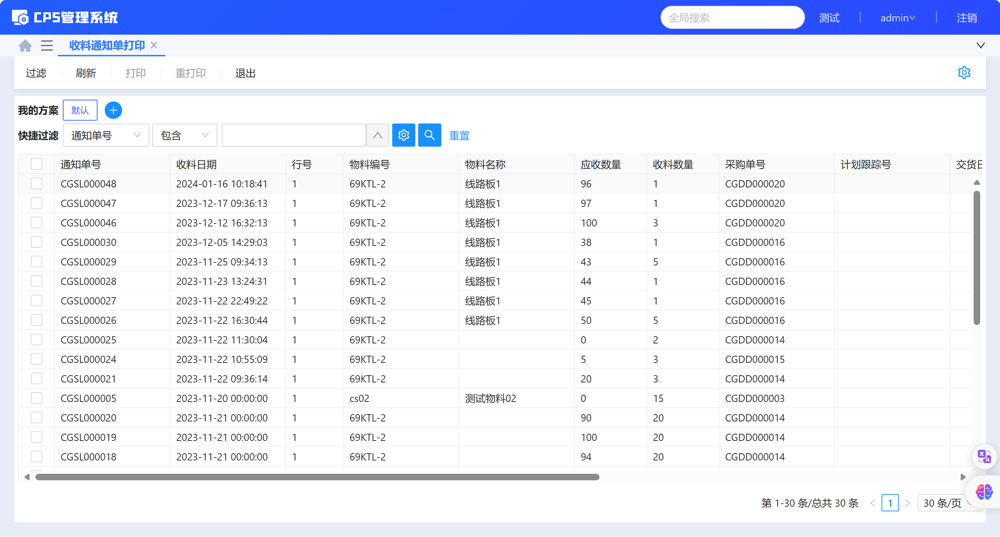 CPS管理系统 全局搜索 测试 admin 注销
收料通知单打印
过滤 刷新 打印 重打印 退出
我的方案 默认
快捷过滤 通知单号 包含 重置
通知单号 收料日期 行号 物料编号 物料名称 应收数量 收料数量 采购单号 计划跟踪号 交货日
CGSL000048 2024-01-16 10:18:41 1 69KTL-2 线路板1 96 1 CGDD000020
CGSL000047 2023-12-17 09:36:13 1 69KTL-2 线路板1 97 1 CGDD000020
CGSL000046 2023-12-12 16:32:13 1 69KTL-2 线路板1 100 3 CGDD000020
CGSL000030 2023-12-05 14:29:03 1 69KTL-2 线路板1 38 1 CGDD000016
CGSL000029 2023-11-25 09:34:13 1 69KTL-2 线路板1 43 5 CGDD000016
CGSL000028 2023-11-23 13:24:31 1 69KTL-2 线路板1 44 1 CGDD000016
CGSL000027 2023-11-22 22:49:22 1 69KTL-2 线路板1 45 1 CGDD000016
CGSL000026 2023-11-22 16:30:44 1 69KTL-2 线路板1 50 5 CGDD000016
CGSL000025 2023-11-22 11:30:04 1 69KTL-2 0 2 CGDD000014
CGSL000024 2023-11-22 10:55:09 1 69KTL-2 5 3 CGDD000015
CGSL000021 2023-11-22 09:36:14 1 69KTL-2 20 3 CGDD000014
CGSL000005 2023-11-20 00:00:00 1 cs02 测试物料02 0 15 CGDD000003
CGSL000020 2023-11-21 00:00:00 1 69KTL-2 90 20 CGDD000014
CGSL000019 2023-11-21 00:00:00 1 69KTL-2 100 20 CGDD000014
CGSL000018 2023-11-21 00:00:00 1 69KTL-2 94 20 CGDD000014
第 1-30 条/总共 30 条 1 30 条/页